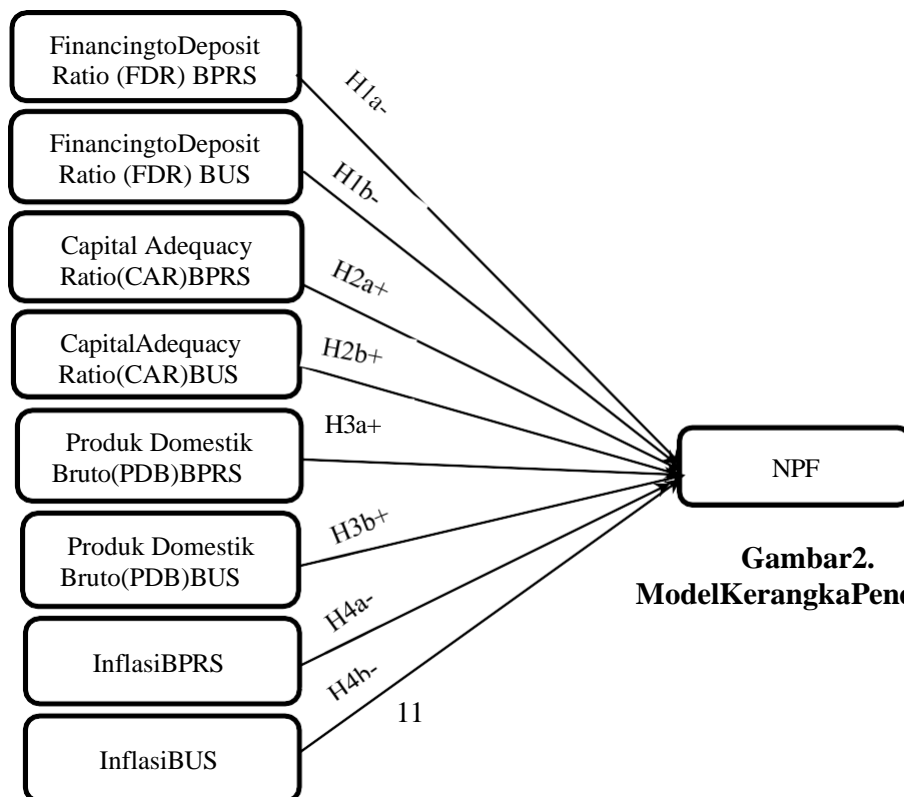 FinancingtoDeposit
Ratio (FDR) BPRS
H1a-
FinancingtoDeposit
Ratio (FDR) BUS
H1b-
Capital Adequacy
Ratio(CAR)BPRS
H2a+
CapitalAdequacy
Ratio(CAR)BUS
H2b+
Produk Domestik
Bruto(PDB)BPRS
H3a+
NPF
Produk Domestik
Bruto(PDB)BUS
H3b+
Gambar2.
ModelKerangkaPene
InflasiBPRS
H4a-
InflasiBUS
H4b-
11